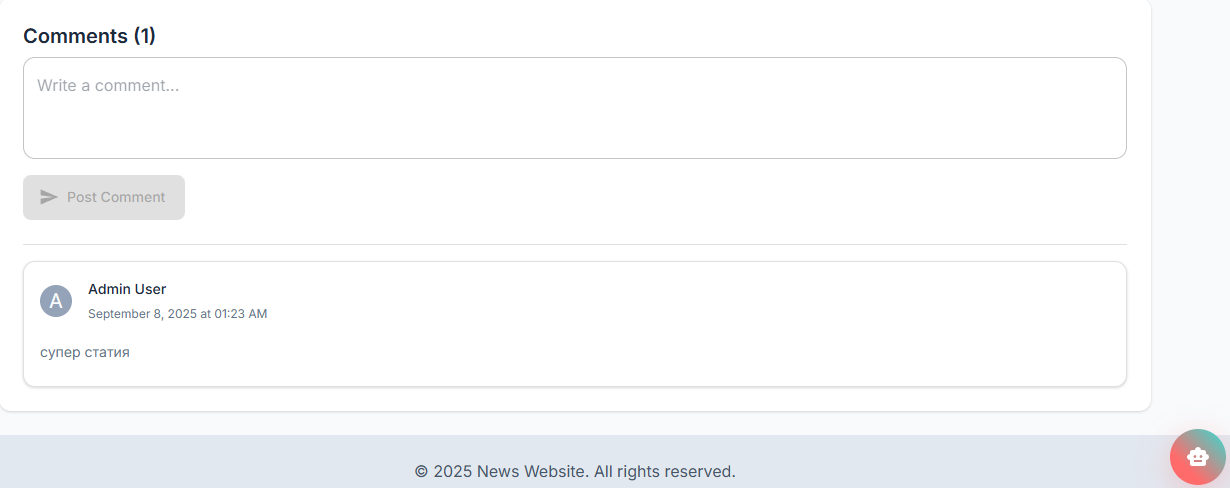 Comments (1)
Write a comment...
Post Comment
A
Admin User
September 8, 2025 at 01:23 AM
супер статия
© 2025 News Website. All rights reserved.